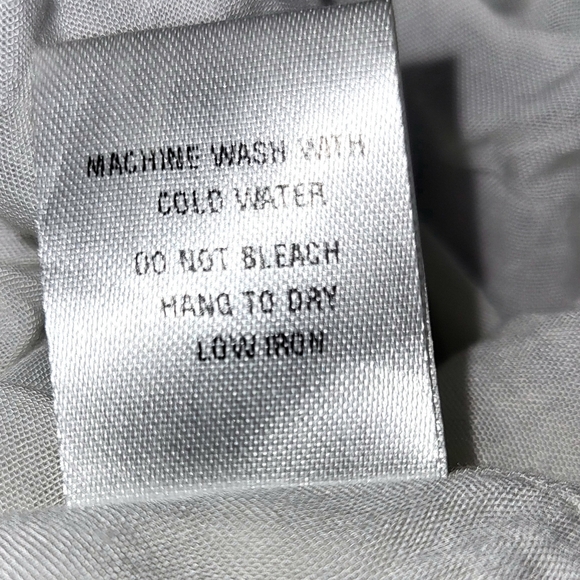 MACHINE WASH WITH
COLD WATER
DO NOT BLEACH
HANG TO DRY
LOW IRON